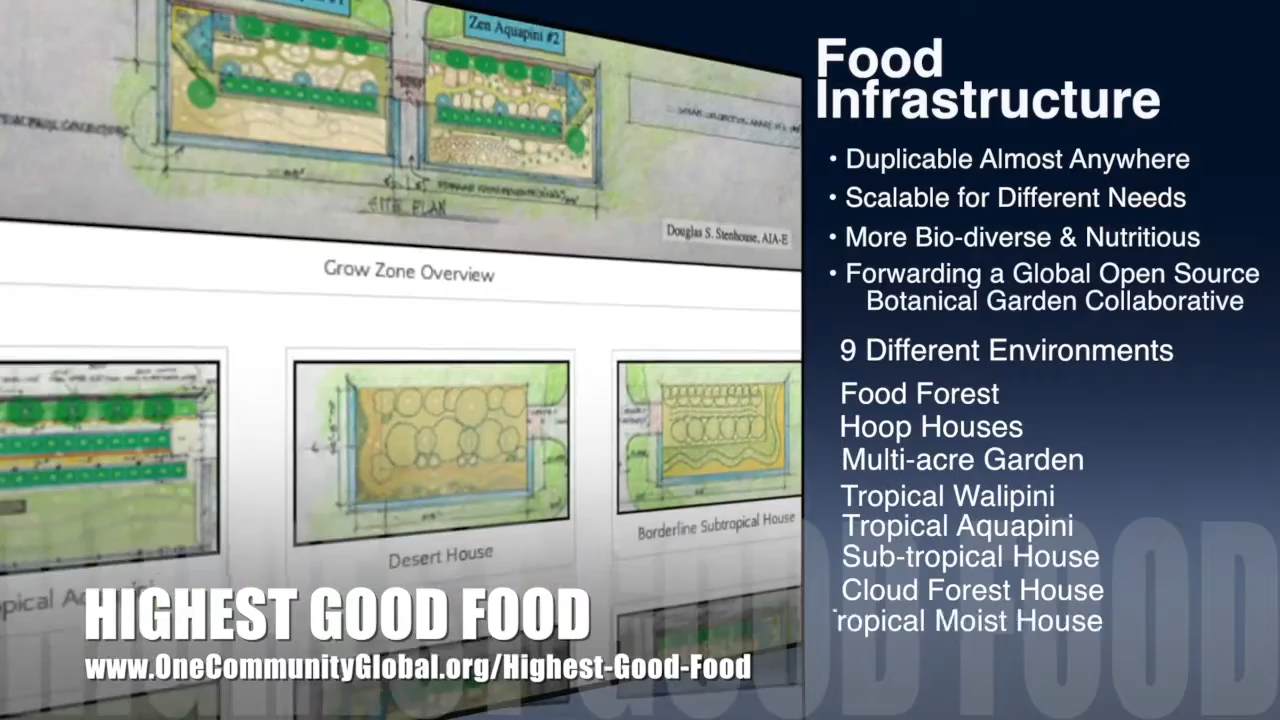 Zen Aquapini #2
SITE PLAN
Douglas S. Stenhouse, AIA-E
Grow Zone Overview
Desert House
Borderline Subtropical House
HIGHEST GOOD FOOD
www.OneCommunityGlobal.org/Highest-Good-Food
Food
Infrastructure
• Duplicable Almost Anywhere
• Scalable for Different Needs
• More Bio-diverse & Nutritious
• Forwarding a Global Open Source
Botanical Garden Collaborative
9 Different Environments
Food Forest
Hoop Houses
Multi-acre Garden
Tropical Walipini
Tropical Aquapini
Sub-tropical House
Cloud Forest House
Tropical Moist House